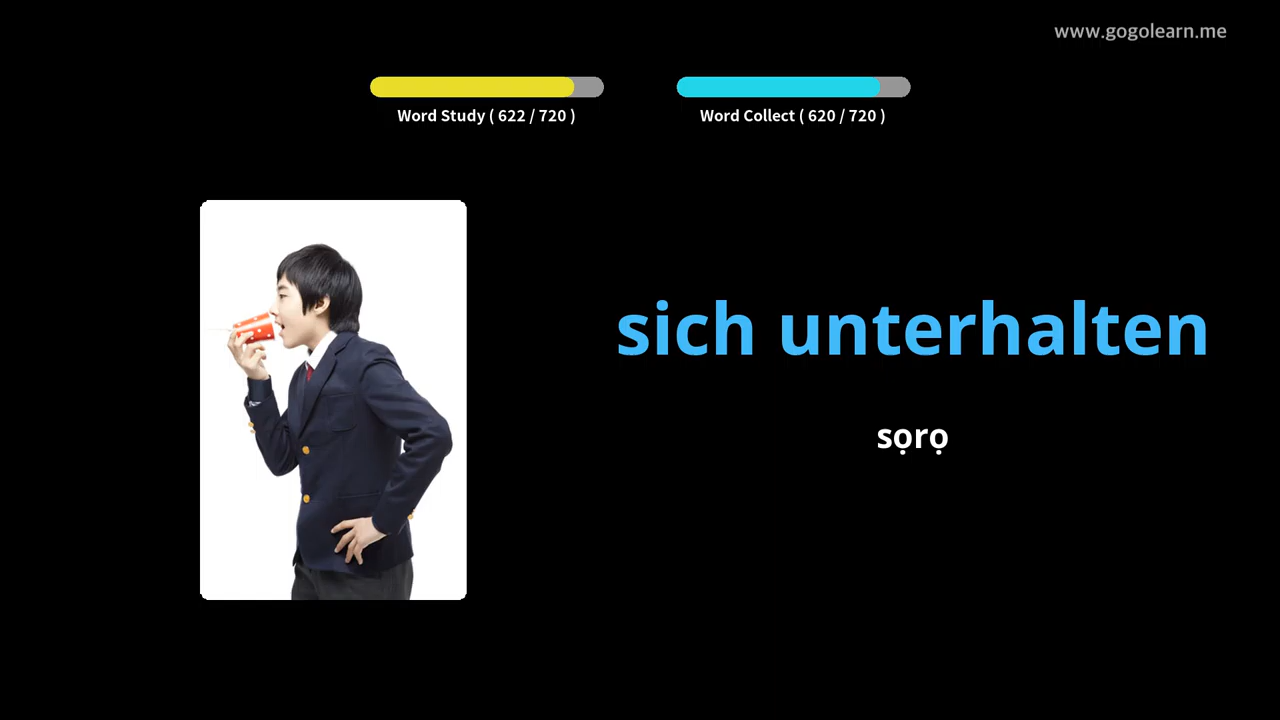 www.gogolearn.me
Word Study ( 622 / 720 )
Word Collect ( 620 / 720 )
sich unterhalten
sọrọ